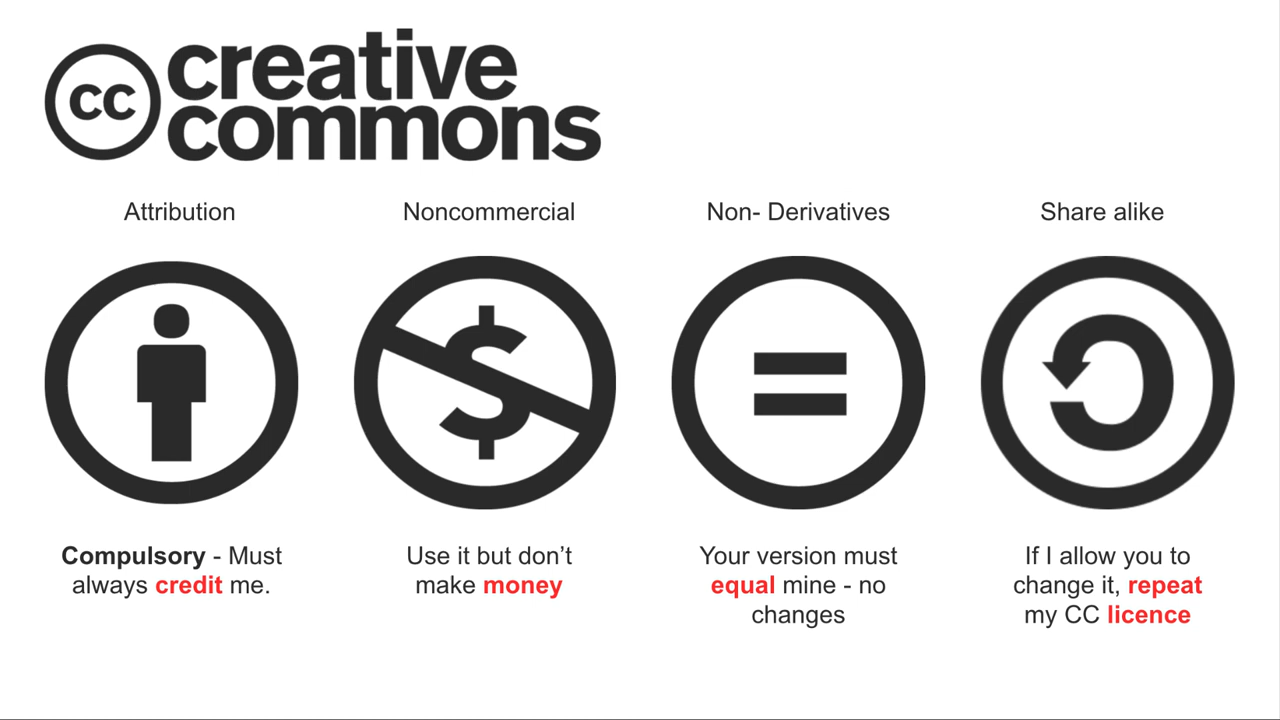 cc creative
commons
Attribution
Noncommercial
Non- Derivatives
Share alike
$
=
Compulsory - Must
always credit me.
Use it but don’t
make money
Your version must
equal mine - no
changes
If I allow you to
change it, repeat
my CC licence